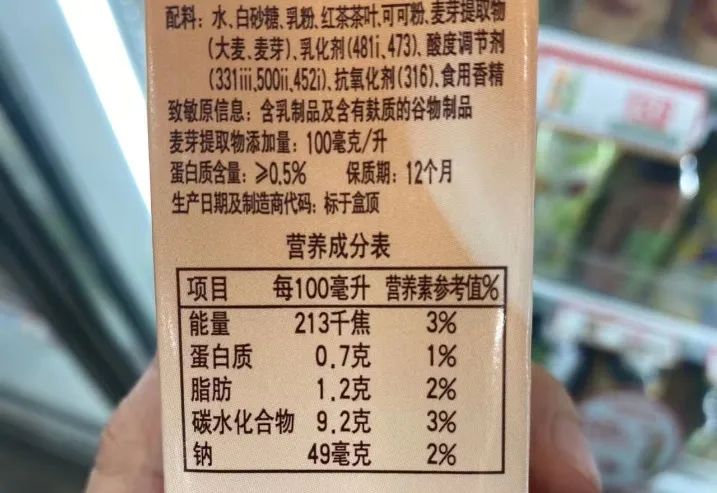 配料：水、白砂糖、乳粉、红茶茶叶、可可粉、麦芽提取物
(大麦、麦芽)、乳化剂(481i、473)、酸度调节剂
(331iii,500ii、452i)、抗氧化剂(316)、食用香精
致敏原信息：含乳制品及含有麸质的谷物制品
麦芽提取物添加量：100毫克/升
蛋白质含量：≥0.5% 保质期：12个月
生产日期及制造商代码：标于盒顶
营养成分表
项目 每100毫升 营养素参考值%
能量 213千焦 3%
蛋白质 0.7克 1%
脂肪 1.2克 2%
碳水化合物 9.2克 3%
钠 49毫克 2%